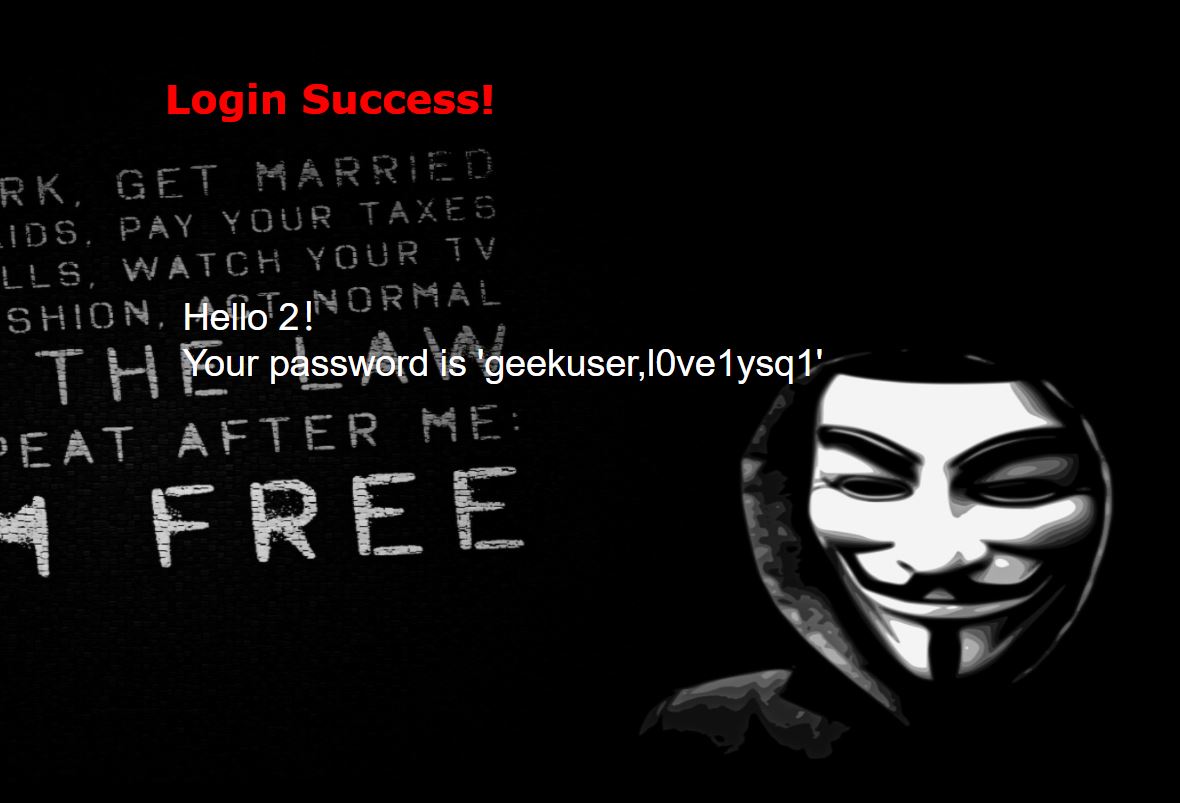 Login Success!
RK, GET MARRIED
IDS, PAY YOUR TAXES
LLS, WATCH YOUR TV
SHION, ACT NORMAL
Hello 2！
THE LAW
Your password is 'geekuser,l0ve1ysq1'
PEAT AFTER ME:
M FREE